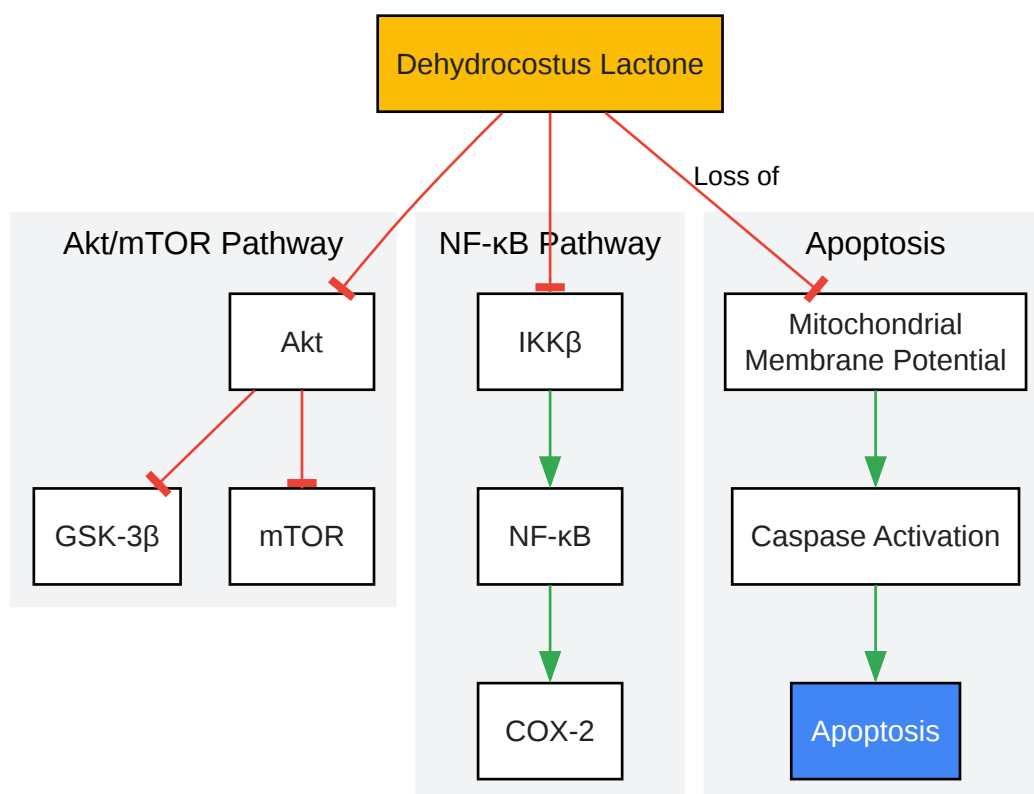 Dehydrocostus Lactone
Loss of
Akt/mTOR Pathway
NF-κB Pathway
Apoptosis
Akt
IKKβ
Mitochondrial
Membrane Potential
GSK-3β
mTOR
NF-κB
Caspase Activation
COX-2
Apoptosis